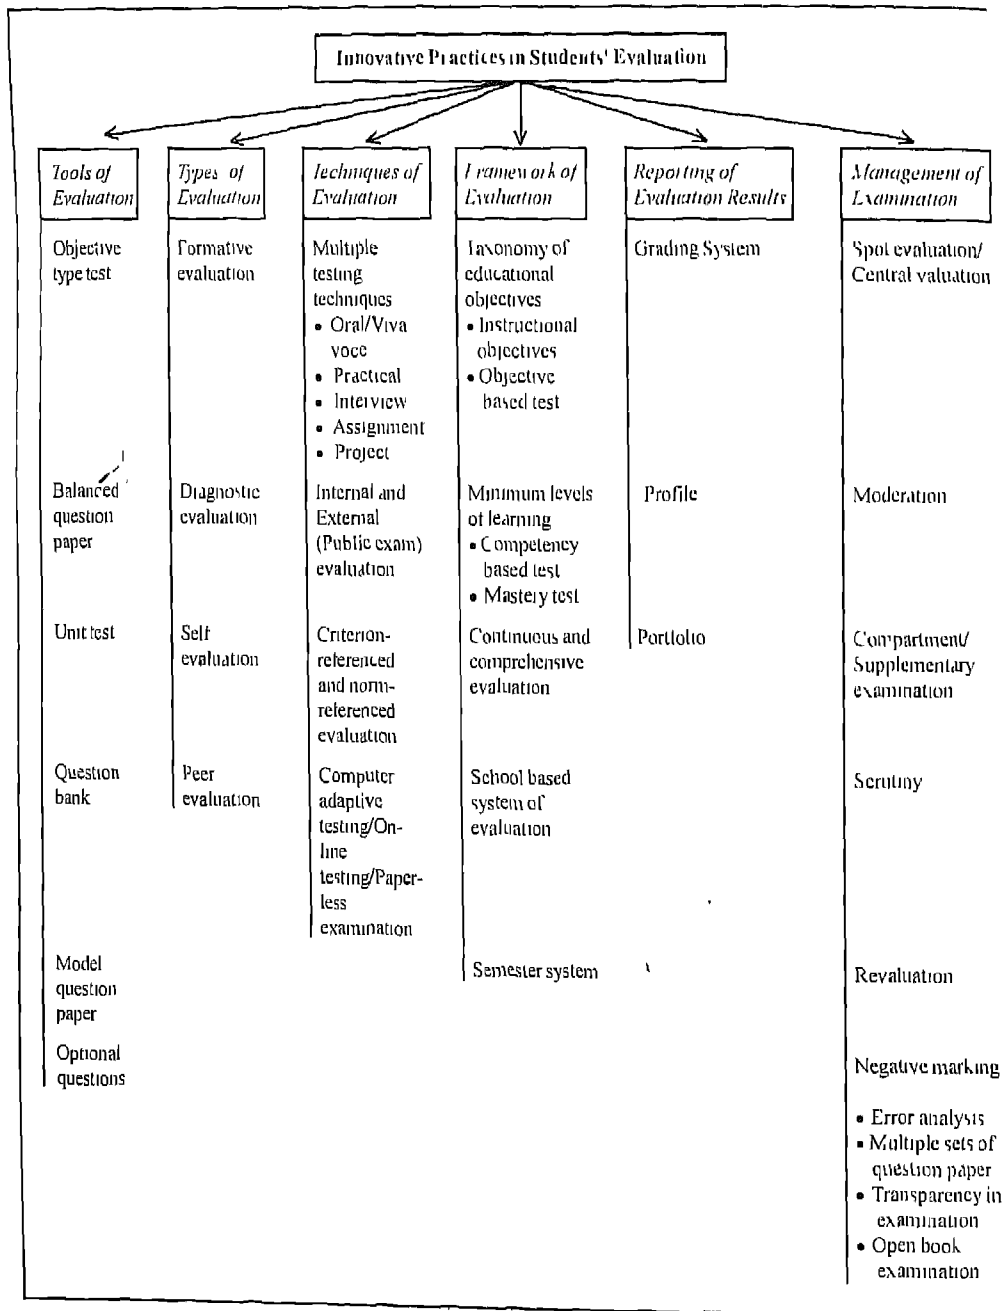 Innovative Practices in Students' Evaluation
Tools of
Evaluation
Objective
type test
Balanced
question
paper
Unit test
Question
bank
Model
question
paper
Optional
questions
Types of
Evaluation
Formative
evaluation
Diagnostic
evaluation
Self
evaluation
Peer
evaluation
Techniques of
Evaluation
Multiple
testing
techniques
• Oral/Viva
voce
• Practical
• Interview
• Assignment
• Project
Internal and
External
(Public exam)
evaluation
Criterion-
referenced
and norm-
referenced
evaluation
Computer
adaptive
testing/On-
line
testing/Paper-
less
examination
Framework of
Evaluation
Taxonomy of
educational
objectives
• Instructional
objectives
• Objective
based test
Minimum levels
of learning
• Competency
based test
• Mastery test
Continuous and
comprehensive
evaluation
School based
system of
evaluation
Semester system
Reporting of
Evaluation Results
Grading System
Profile
Portfolio
Management of
Examination
Spot evaluation/
Central valuation
Moderation
Compartment/
Supplementary
examination
Scrutiny
Revaluation
Negative marking
• Error analysis
• Multiple sets of
question paper
• Transparency in
examination
• Open book
examination